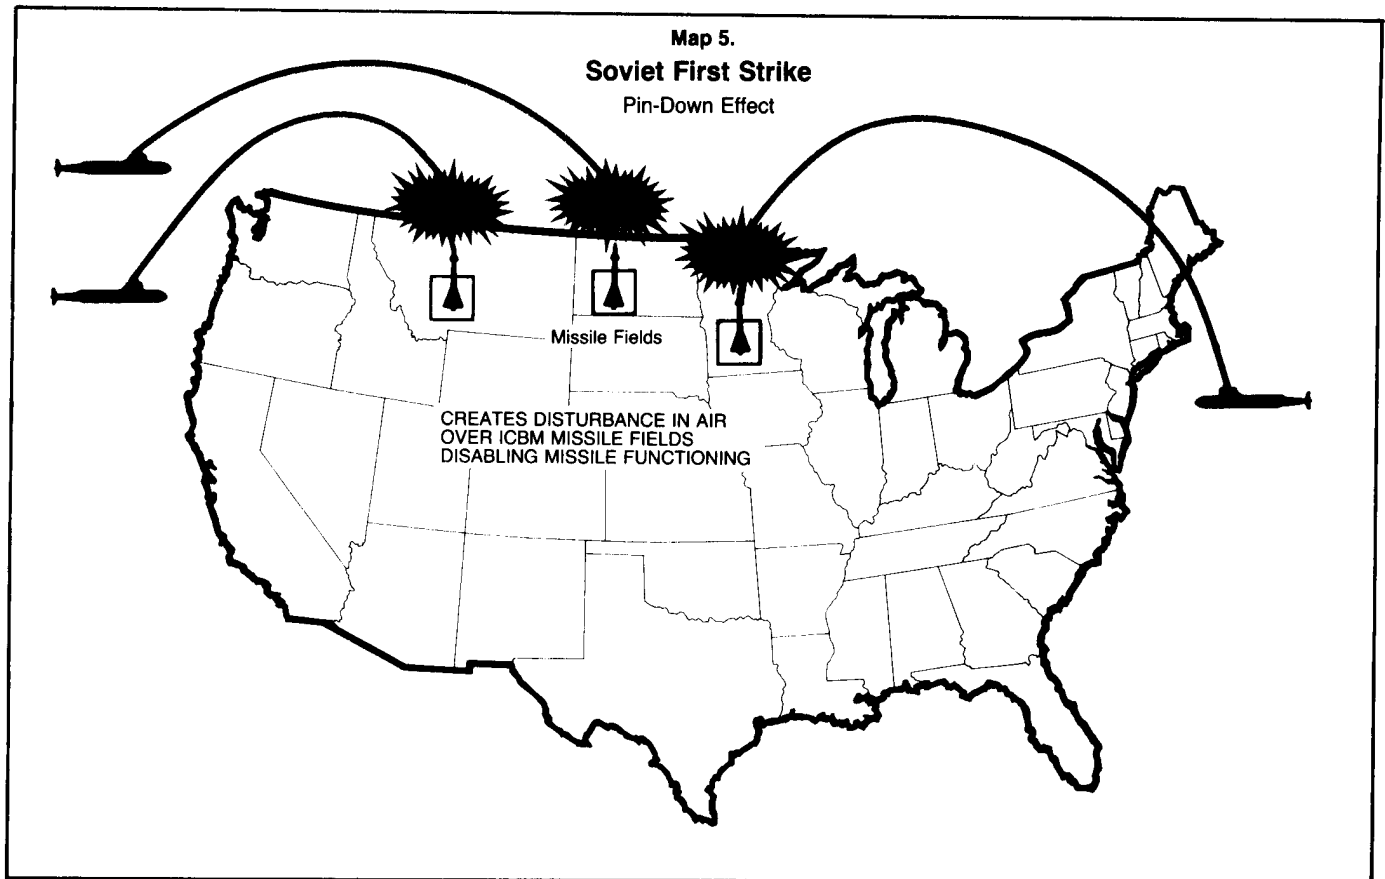 Map 5.
Soviet First Strike
Pin-Down Effect
Missile Fields
CREATES DISTURBANCE IN AIR
OVER ICBM MISSILE FIELDS
DISABLING MISSILE FUNCTIONING